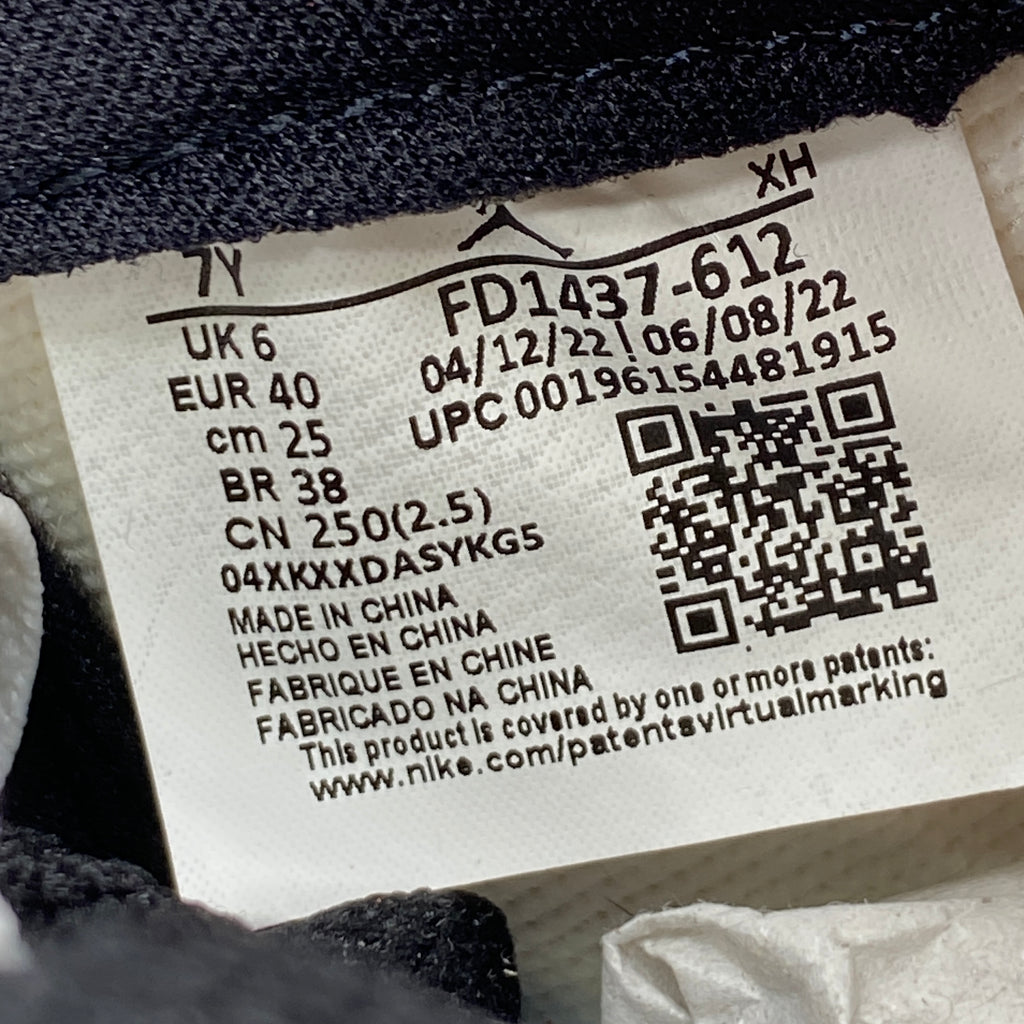 XH
7Y
FD1437-612
UK 6
04/12/22 | 06/08/22
EUR 40
UPC 00196154481915
cm 25
BR 38
CN 250(2.5)
04XKXXDASYKG5
MADE IN CHINA
HECHO EN CHINA
FABRIQUE EN CHINE
FABRICADO NA CHINA
This product is covered by one or more patents:
www.nike.com/patentsvirtualmarking